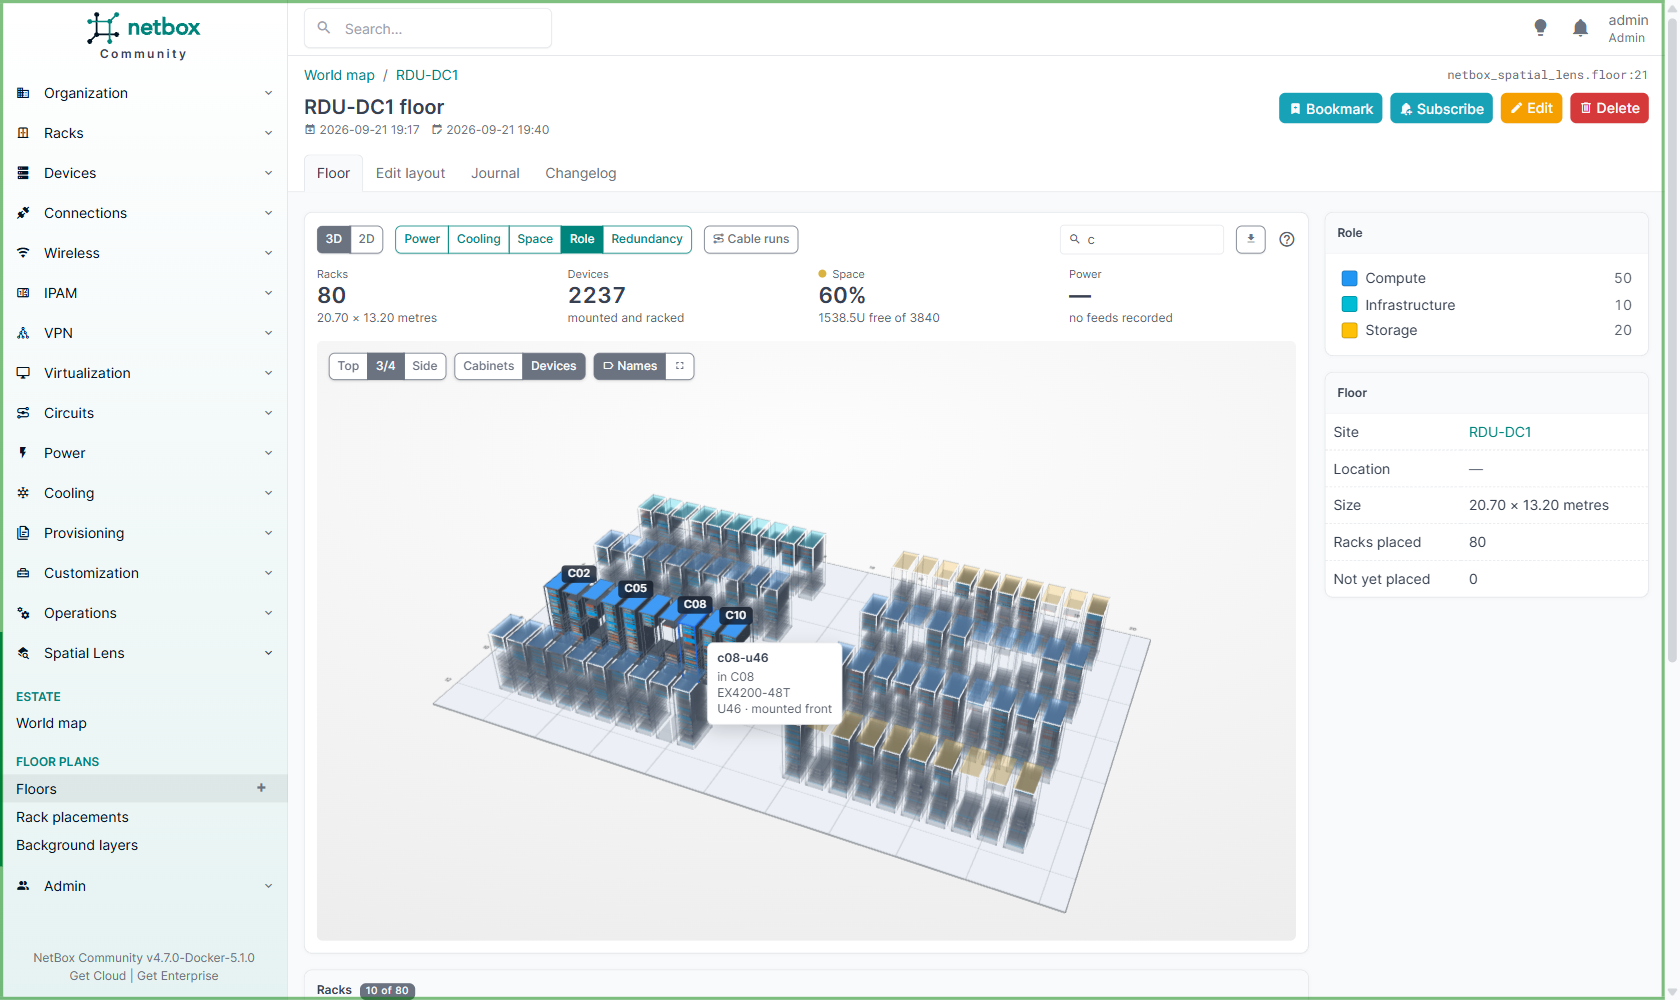 netbox
Community
Search...
admin
Admin
Organization
Racks
Devices
Connections
Wireless
IPAM
VPN
Virtualization
Circuits
Power
Cooling
Provisioning
Customization
Operations
Spatial Lens
ESTATE
World map
FLOOR PLANS
Floors +
Rack placements
Background layers
Admin
NetBox Community v4.7.0-Docker-5.1.0
Get Cloud | Get Enterprise
World map / RDU-DC1
netbox_spatial_lens.floor:21
RDU-DC1 floor
2026-09-21 19:17 2026-09-21 19:40
Bookmark Subscribe Edit Delete
Floor Edit layout Journal Changelog
3D 2D Power Cooling Space Role Redundancy Cable runs c
Racks
80
20.70 × 13.20 metres
Devices
2237
mounted and racked
Space
60%
1538.5U free of 3840
Power
—
no feeds recorded
Top 3/4 Side Cabinets Devices Names
C02
C05
C08
C10
c08-u46
in C08
EX4200-48T
U46 · mounted front
Racks 10 of 80
Role
Compute 50
Infrastructure 10
Storage 20
Floor
Site RDU-DC1
Location —
Size 20.70 × 13.20 metres
Racks placed 80
Not yet placed 0